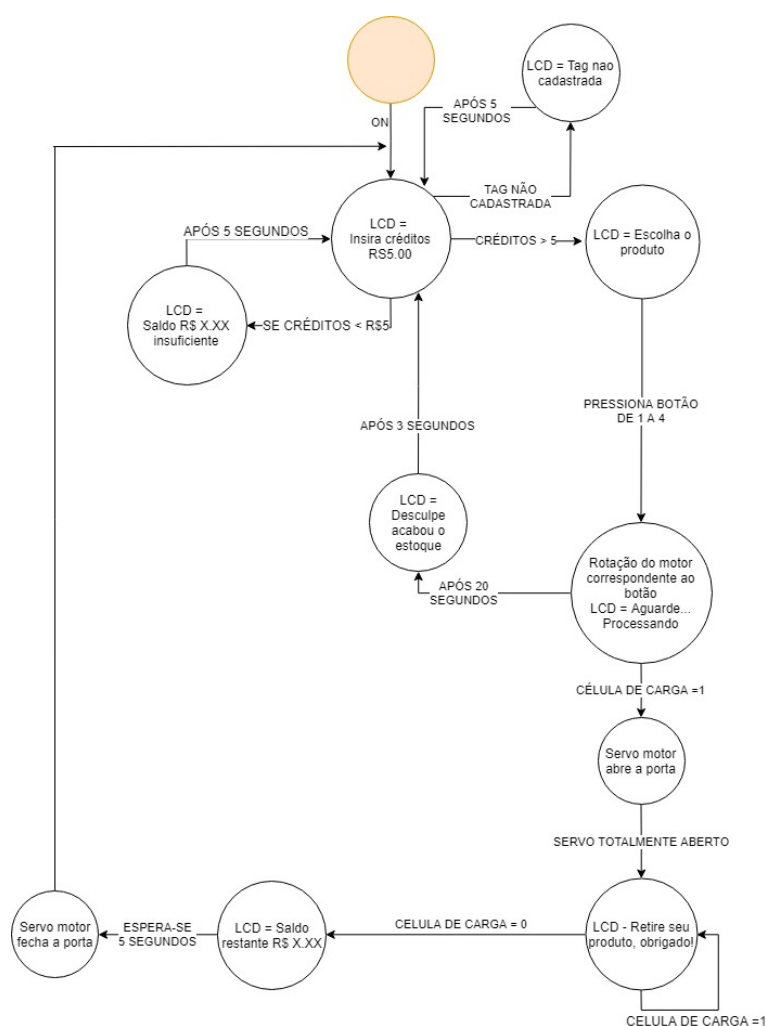 LCD = Tag nao
cadastrada
ON
APÓS 5
SEGUNDOS
TAG NÃO
CADASTRADA
LCD =
Insira créditos
RS5.00
CRÉDITOS > 5
LCD = Escolha o
produto
APÓS 5 SEGUNDOS
LCD =
Saldo R$ X.XX
insuficiente
SE CRÉDITOS < R$5
PRESSIONA BOTÃO
DE 1 A 4
APÓS 3 SEGUNDOS
LCD =
Desculpe
acabou o
estoque
APÓS 20
SEGUNDOS
Rotação do motor
correspondente ao
botão
LCD = Aguarde...
Processando
CÉLULA DE CARGA =1
Servo motor
abre a porta
SERVO TOTALMENTE ABERTO
LCD - Retire seu
produto, obrigado!
CELULA DE CARGA = 0
LCD = Saldo
restante R$ X.XX
ESPERA-SE
5 SEGUNDOS
Servo motor
fecha a porta
CELULA DE CARGA =1